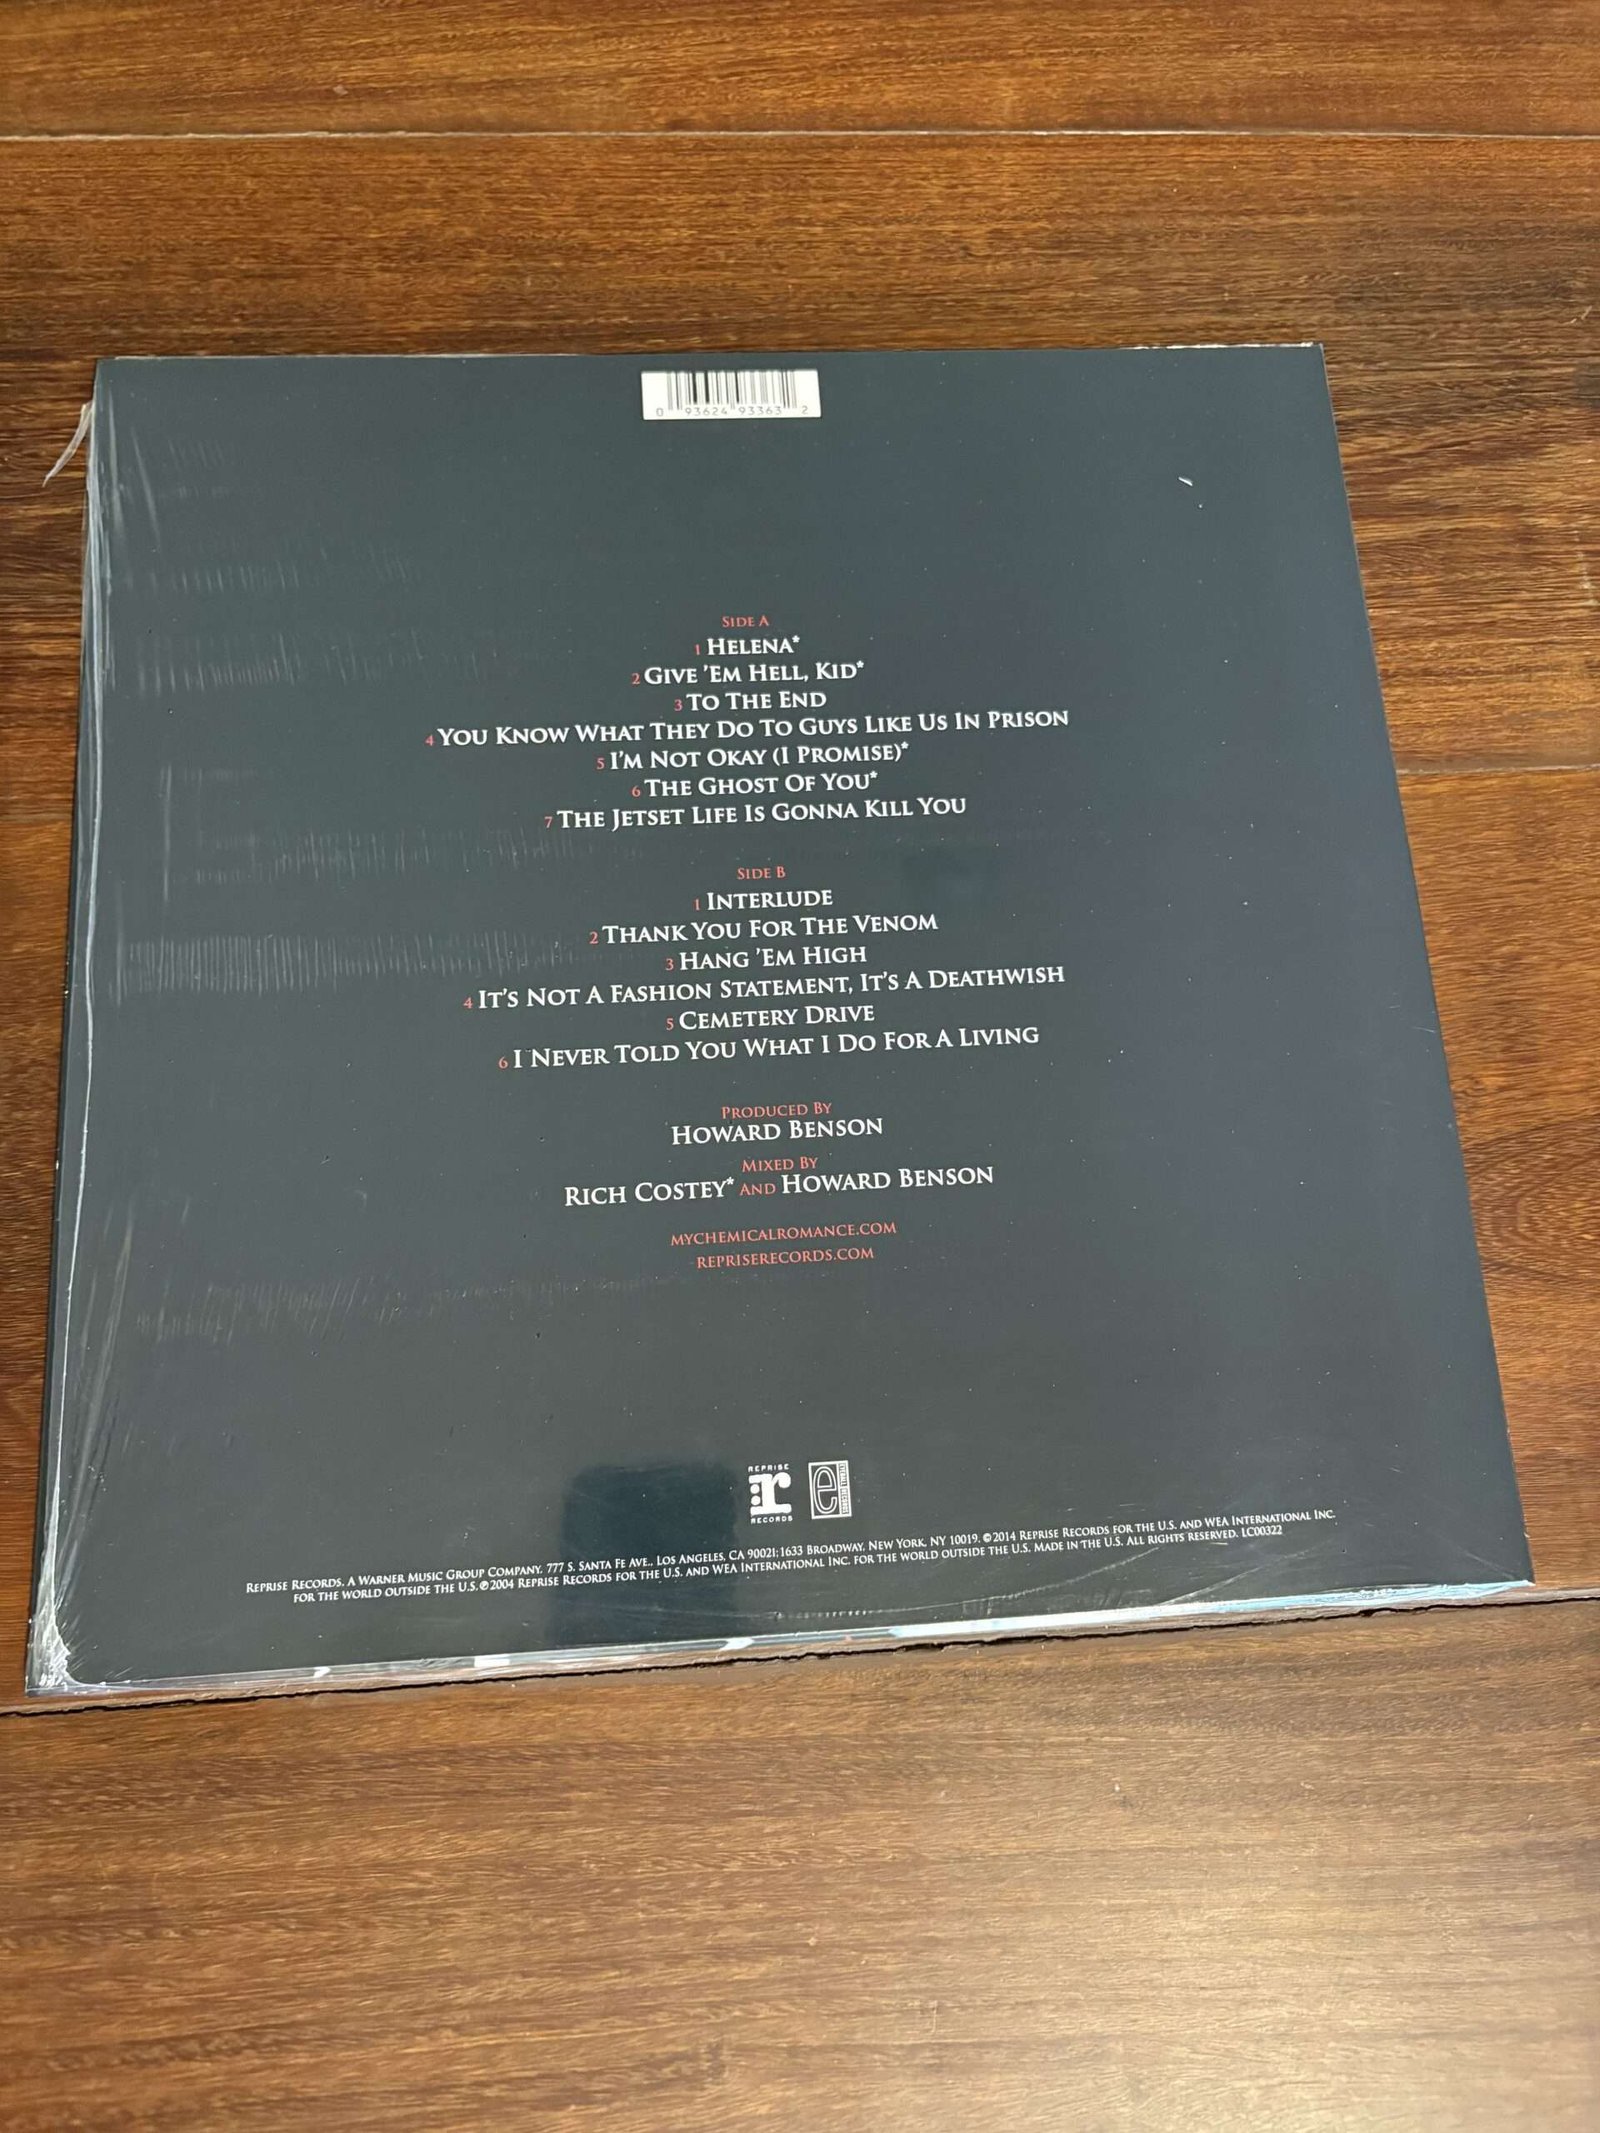 0 93624 93363 2
SIDE A
1 HELENA*
2 GIVE 'EM HELL, KID*
3 TO THE END
4 YOU KNOW WHAT THEY DO TO GUYS LIKE US IN PRISON
5 I'M NOT OKAY (I PROMISE)*
6 THE GHOST OF YOU*
7 THE JETSET LIFE IS GONNA KILL YOU
SIDE B
1 INTERLUDE
2 THANK YOU FOR THE VENOM
3 HANG 'EM HIGH
4 IT'S NOT A FASHION STATEMENT, IT'S A DEATHWISH
5 CEMETERY DRIVE
6 I NEVER TOLD YOU WHAT I DO FOR A LIVING
PRODUCED BY
HOWARD BENSON
MIXED BY
RICH COSTEY* AND HOWARD BENSON
MYCHEMICALROMANCE.COM
REPRISERECORDS.COM
REPRISE
r
RECORDS
e
EYEBALL RECORDS
REPRISE RECORDS. A WARNER MUSIC GROUP COMPANY. 777 S. SANTA FE AVE., LOS ANGELES, CA 90021; 1633 BROADWAY, NEW YORK, NY 10019. © 2014 REPRISE RECORDS FOR THE U.S. AND WEA INTERNATIONAL INC.
FOR THE WORLD OUTSIDE THE U.S. ℗ 2004 REPRISE RECORDS FOR THE U.S. AND WEA INTERNATIONAL INC. FOR THE WORLD OUTSIDE THE U.S. MADE IN THE U.S. ALL RIGHTS RESERVED. LC00322